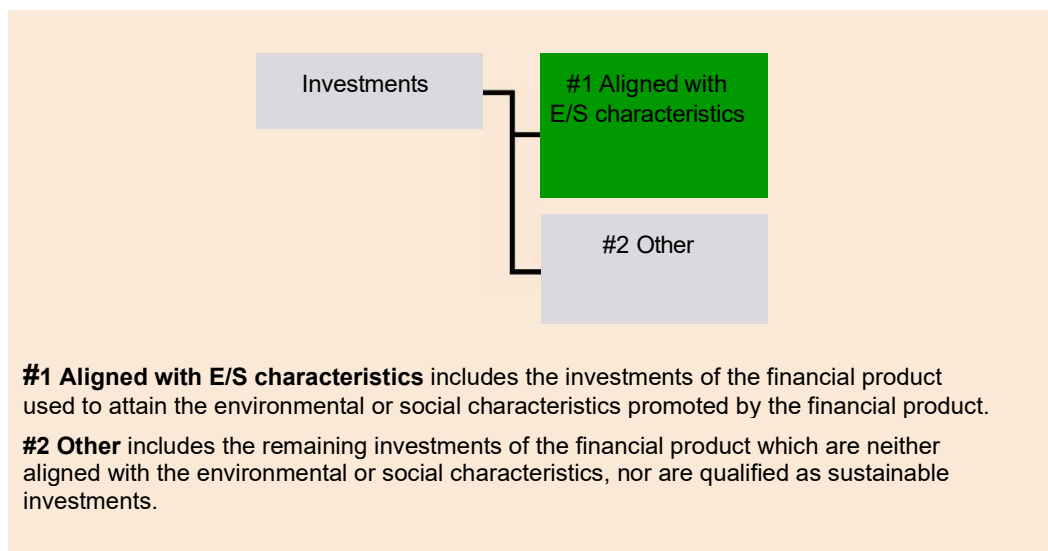 Investments
#1 Aligned with
E/S characteristics
#2 Other
#1 Aligned with E/S characteristics includes the investments of the financial product
used to attain the environmental or social characteristics promoted by the financial product.
#2 Other includes the remaining investments of the financial product which are neither
aligned with the environmental or social characteristics, nor are qualified as sustainable
investments.